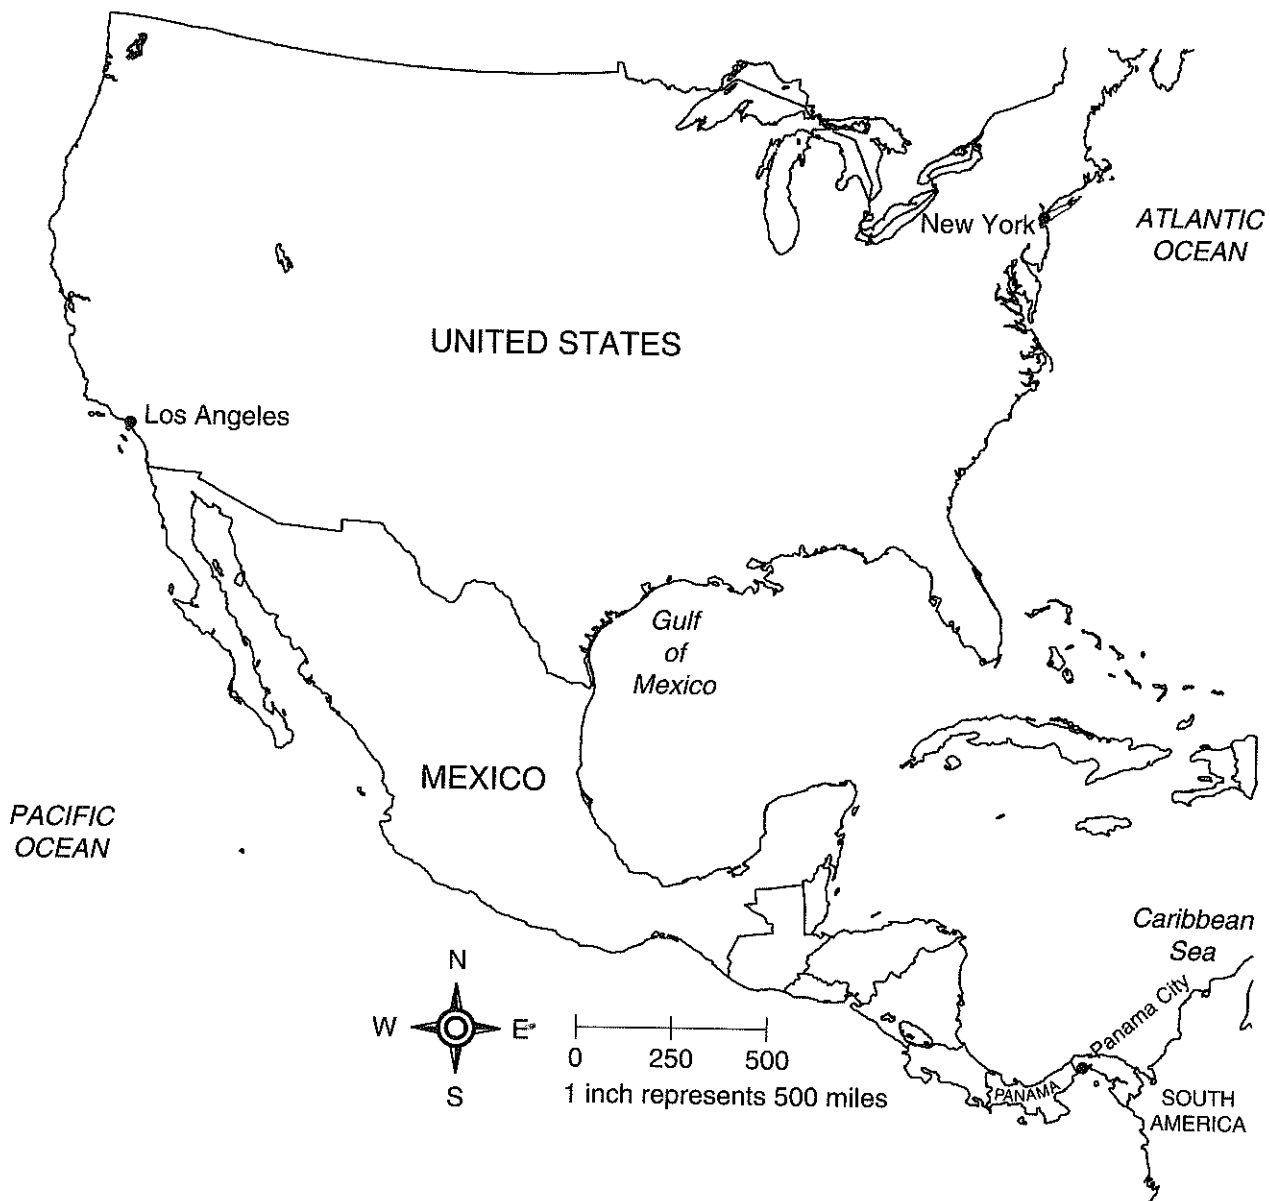 New York
ATLANTIC
OCEAN
UNITED STATES
Los Angeles
Gulf
of
Mexico
MEXICO
PACIFIC
OCEAN
Caribbean
Sea
N
W
E
S
0 250 500
1 inch represents 500 miles
Panama City
PANAMA
SOUTH
AMERICA